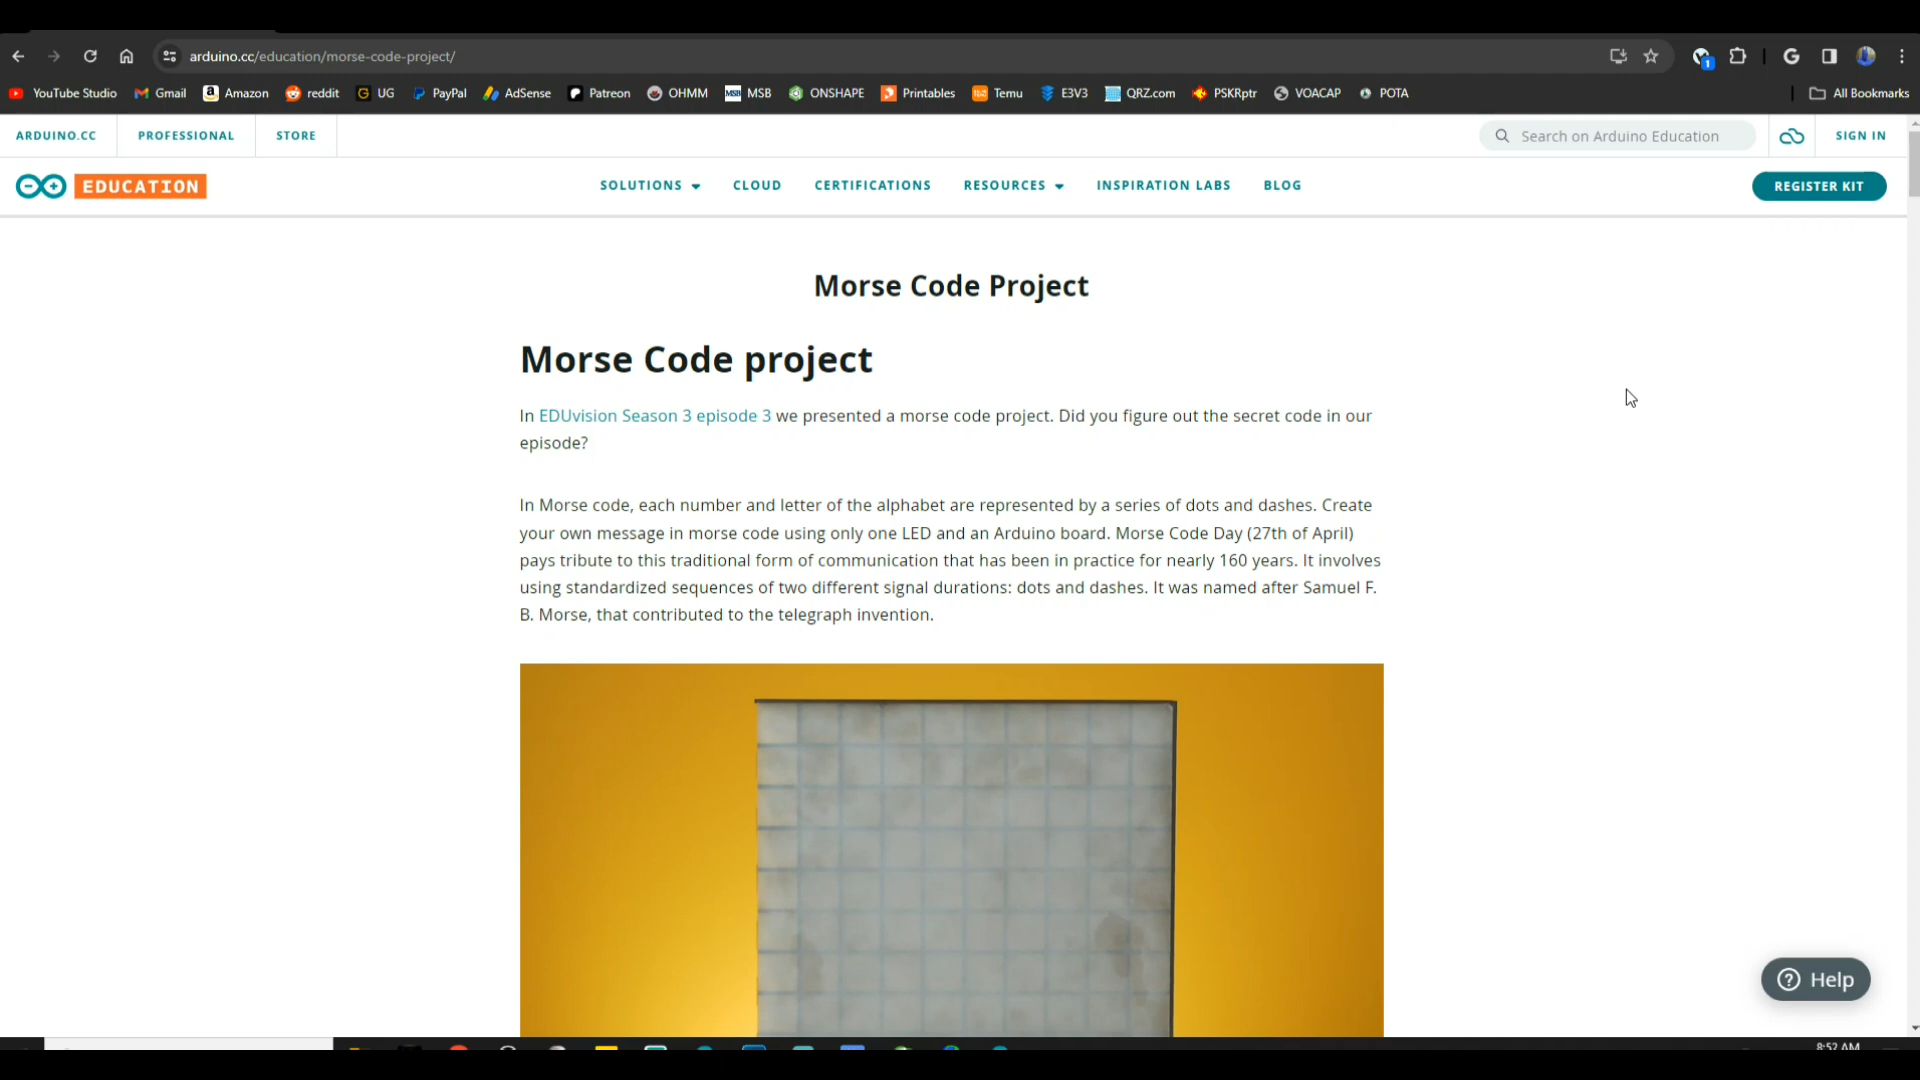 arduino.cc/education/morse-code-project/
1
YouTube Studio Gmail Amazon reddit UG PayPal AdSense Patreon OHMM MSB MSB ONSHAPE Printables Temu E3V3 QRZ.com PSKRptr VOACAP POTA All Bookmarks
ARDUINO.CC PROFESSIONAL STORE Search on Arduino Education SIGN IN
EDUCATION SOLUTIONS CLOUD CERTIFICATIONS RESOURCES INSPIRATION LABS BLOG REGISTER KIT
Morse Code Project
Morse Code project
In EDUvision Season 3 episode 3 we presented a morse code project. Did you figure out the secret code in our
episode?
In Morse code, each number and letter of the alphabet are represented by a series of dots and dashes. Create
your own message in morse code using only one LED and an Arduino board. Morse Code Day (27th of April)
pays tribute to this traditional form of communication that has been in practice for nearly 160 years. It involves
using standardized sequences of two different signal durations: dots and dashes. It was named after Samuel F.
B. Morse, that contributed to the telegraph invention.
Help
8:52 AM